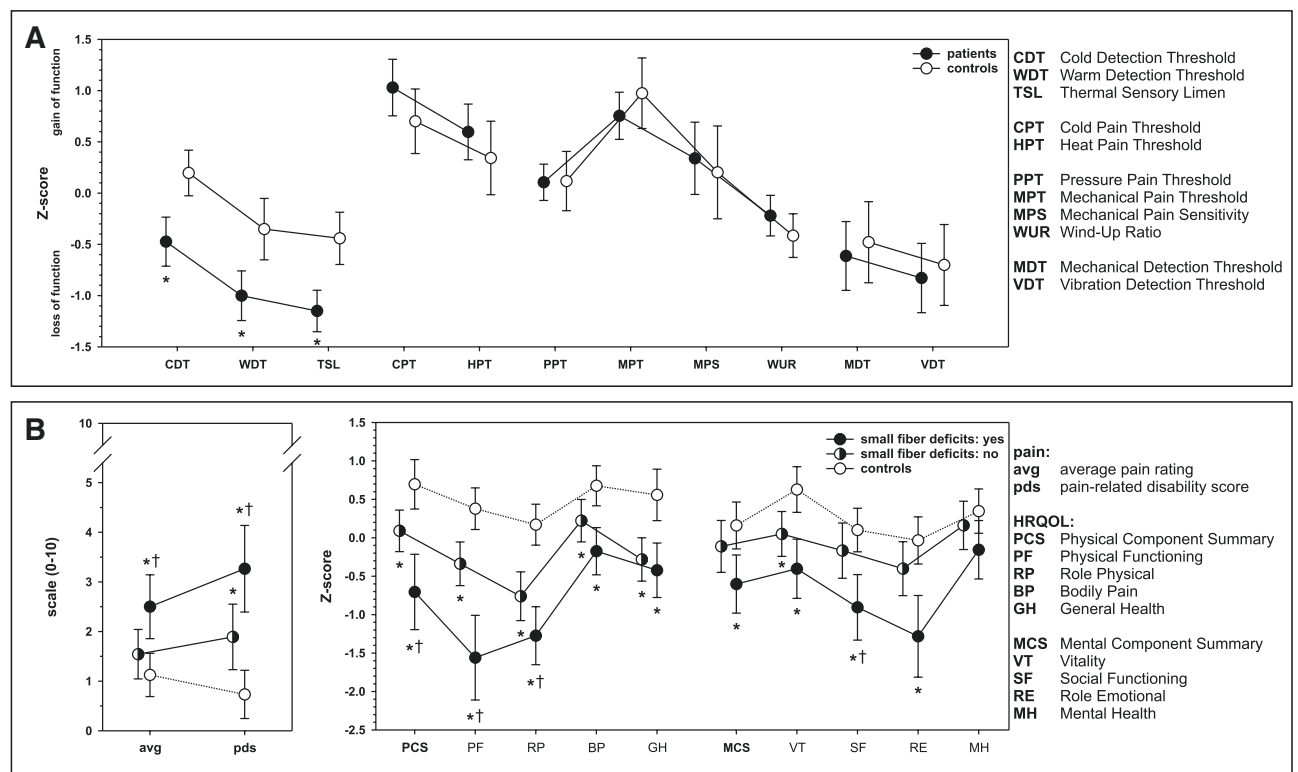 A
1.5
1.0
0.5
0.0
-0.5
-1.0
-1.5
gain of function
Z-score
loss of function
patients
controls
* * *
CDT WDT TSL CPT HPT PPT MPT MPS WUR MDT VDT
CDT Cold Detection Threshold
WDT Warm Detection Threshold
TSL Thermal Sensory Limen
CPT Cold Pain Threshold
HPT Heat Pain Threshold
PPT Pressure Pain Threshold
MPT Mechanical Pain Threshold
MPS Mechanical Pain Sensitivity
WUR Wind-Up Ratio
MDT Mechanical Detection Threshold
VDT Vibration Detection Threshold
B
10
5
4
3
2
1
0
scale (0-10)
*†
*†
*
avg pds
1.5
1.0
0.5
0.0
-0.5
-1.0
-1.5
-2.0
-2.5
Z-score
small fiber deficits: yes
small fiber deficits: no
controls
* * * * * *
*† *† *†
* * * *† *
PCS PF RP BP GH MCS VT SF RE MH
pain:
avg average pain rating
pds pain-related disability score
HRQOL:
PCS Physical Component Summary
PF Physical Functioning
RP Role Physical
BP Bodily Pain
GH General Health
MCS Mental Component Summary
VT Vitality
SF Social Functioning
RE Role Emotional
MH Mental Health